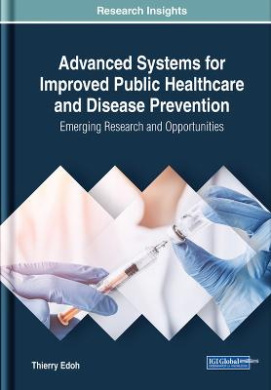 Research Insights
Advanced Systems for
Improved Public Healthcare
and Disease Prevention
Emerging Research and Opportunities
Thierry Edoh
IGI Global